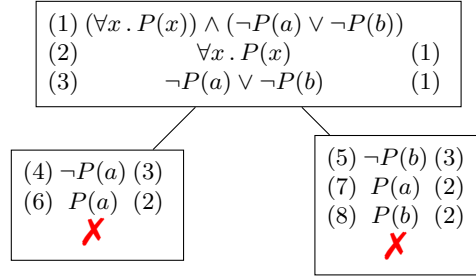 (1) (∀x . P(x)) ∧ (¬P(a) ∨ ¬P(b))
(2) ∀x . P(x) (1)
(3) ¬P(a) ∨ ¬P(b) (1)
(4) ¬P(a) (3)
(6) P(a) (2)
✗
(5) ¬P(b) (3)
(7) P(a) (2)
(8) P(b) (2)
✗